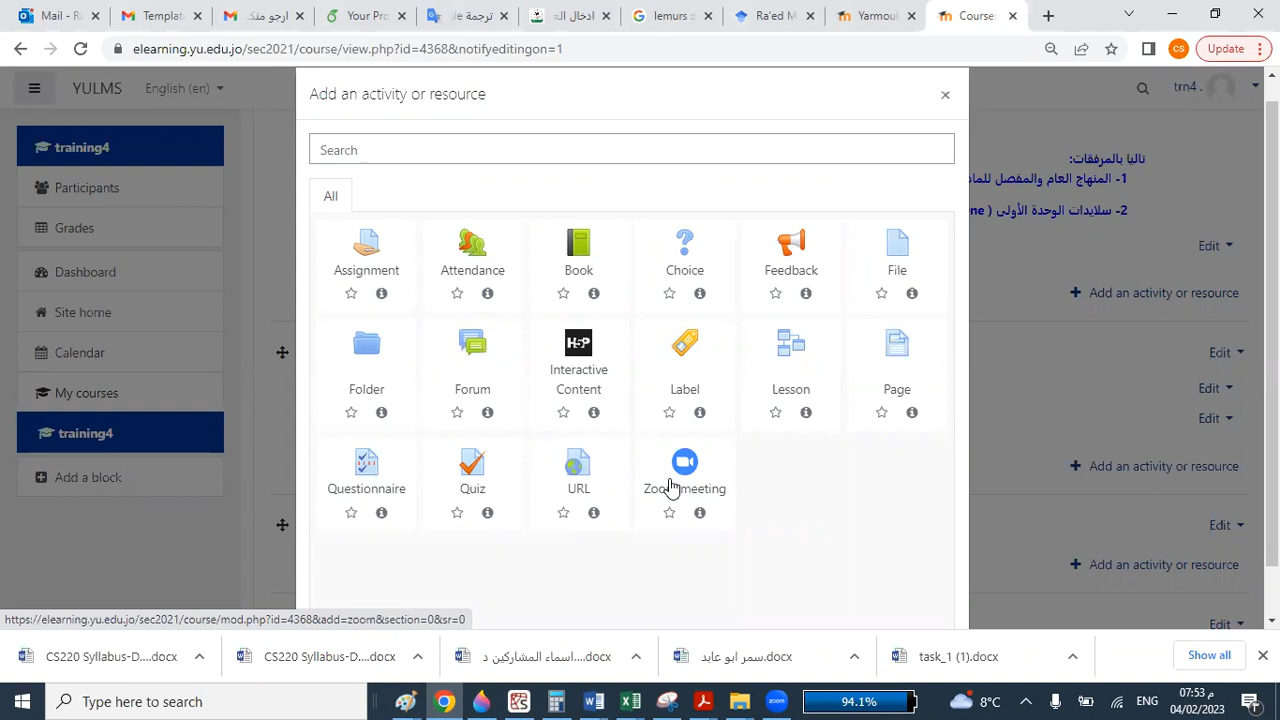 Mail - R
Templat
ارجو منك
Your Pro
ترجمة
ادخال ال
lemurs o
Ra'ed M
Yarmouk
Course:
elearning.yu.edu.jo/sec2021/course/view.php?id=4368&notifyeditingon=1
CS
Update
YULMS
English (en)
trn4 .
training4
Participants
Grades
Dashboard
Site home
Calendar
My courses
training4
Add a block
Add an activity or resource
Search
All
Assignment
Attendance
Book
Choice
Feedback
File
Folder
Forum
H5P
Interactive
Content
Label
Lesson
Page
Questionnaire
Quiz
URL
Zoom meeting
تاليا بالمرفقات:
1- المنهاج العام والمفصل للماد
2- سلايدات الوحدة الأولى ( one
Edit
Add an activity or resource
Edit
Edit
Edit
Add an activity or resource
Edit
Add an activity or resource
Edit
https://elearning.yu.edu.jo/sec2021/course/mod.php?id=4368&add=zoom&section=0&sr=0
CS220 Syllabus-D....docx
CS220 Syllabus-D....docx
اسماء المشاركين د....docx
سمر ابو عابد.docx
task_1 (1).docx
Show all
Type here to search
zoom
94.1%
8°C
ENG
07:53 م
04/02/2023
1